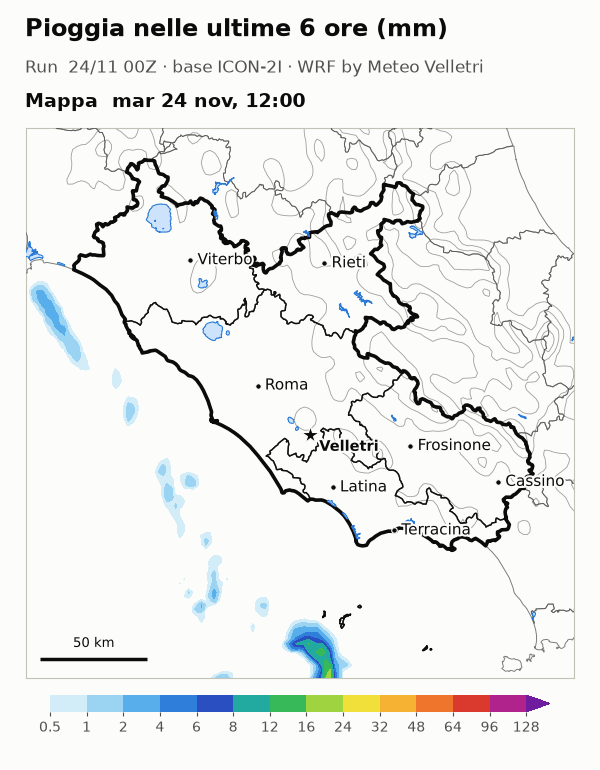 Pioggia nelle ultime 6 ore (mm)
Run  24/11 00Z · base ICON-2I · WRF by Meteo Velletri
Mappa  mar 24 nov, 12:00
Viterbo
Rieti
Roma
Velletri
Frosinone
Latina
Cassino
Terracina
50 km
0.5 1 2 4 6 8 12 16 24 32 48 64 96 128